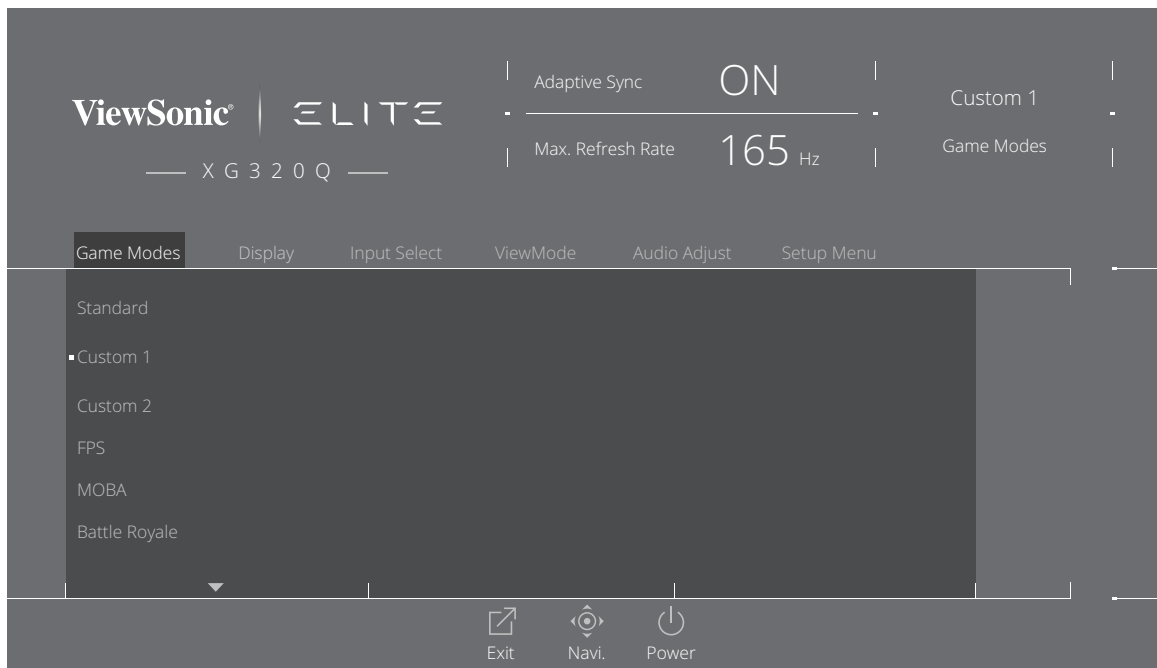 ViewSonic® ELITE
XG320Q
Adaptive Sync ON
Max. Refresh Rate 165 Hz
Custom 1
Game Modes
Game Modes Display Input Select ViewMode Audio Adjust Setup Menu
Standard
Custom 1
Custom 2
FPS
MOBA
Battle Royale
Exit Navi. Power